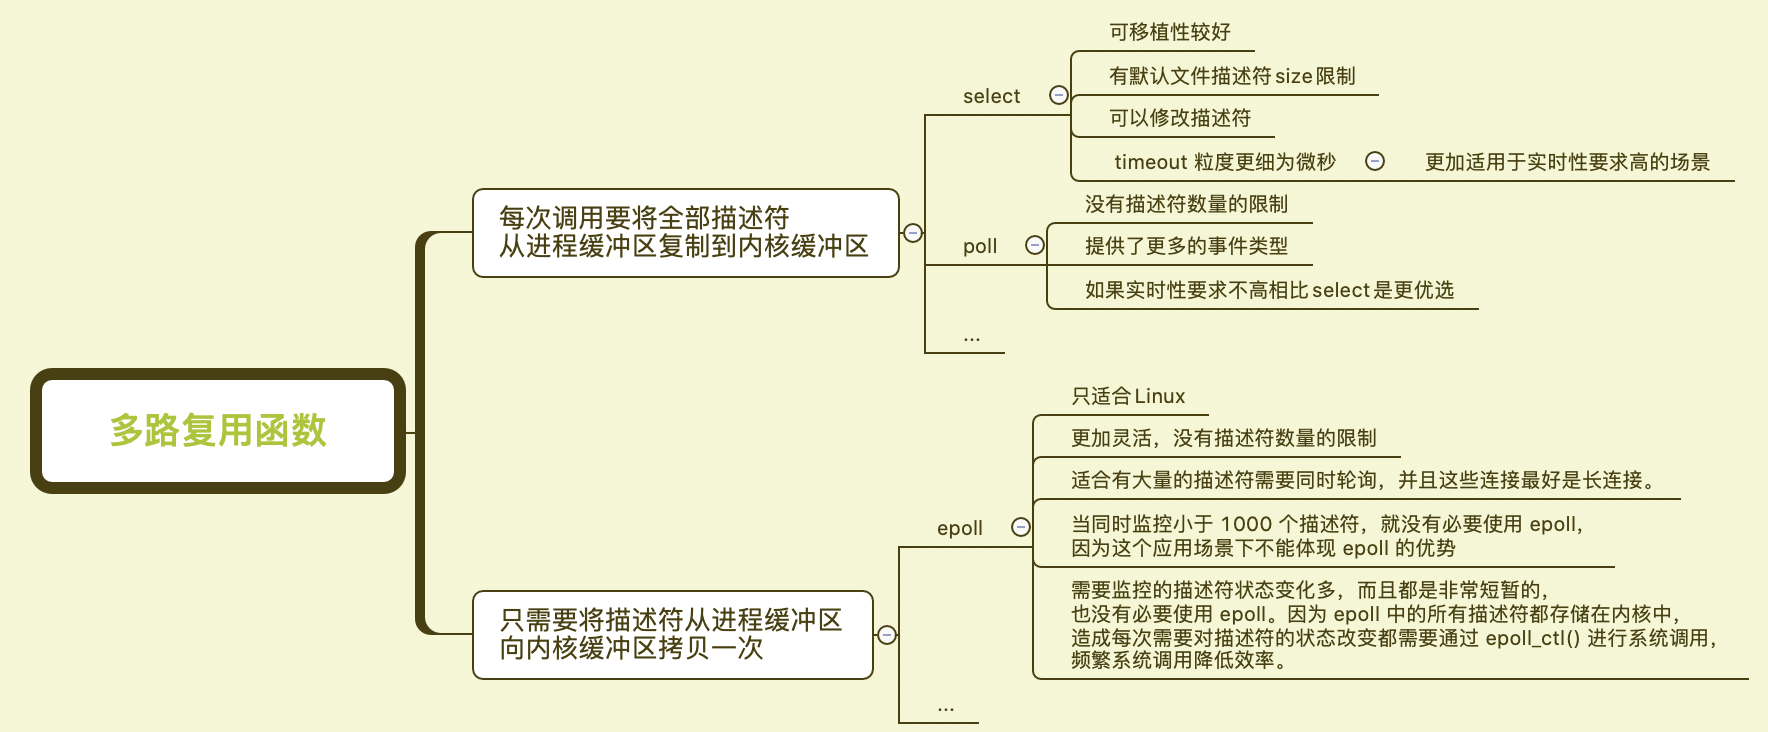 多路复用函数
每次调用要将全部描述符
从进程缓冲区复制到内核缓冲区
select
可移植性较好
有默认文件描述符size限制
可以修改描述符
timeout 粒度更细为微秒
更加适用于实时性要求高的场景
poll
没有描述符数量的限制
提供了更多的事件类型
如果实时性要求不高相比select是更优选
...
只需要将描述符从进程缓冲区
向内核缓冲区拷贝一次
epoll
只适合Linux
更加灵活，没有描述符数量的限制
适合有大量的描述符需要同时轮询，并且这些连接最好是长连接。
当同时监控小于 1000 个描述符，就没有必要使用 epoll，
因为这个应用场景下不能体现 epoll 的优势
需要监控的描述符状态变化多，而且都是非常短暂的，
也没有必要使用 epoll。因为 epoll 中的所有描述符都存储在内核中，
造成每次需要对描述符的状态改变都需要通过 epoll_ctl() 进行系统调用，
频繁系统调用降低效率。
...